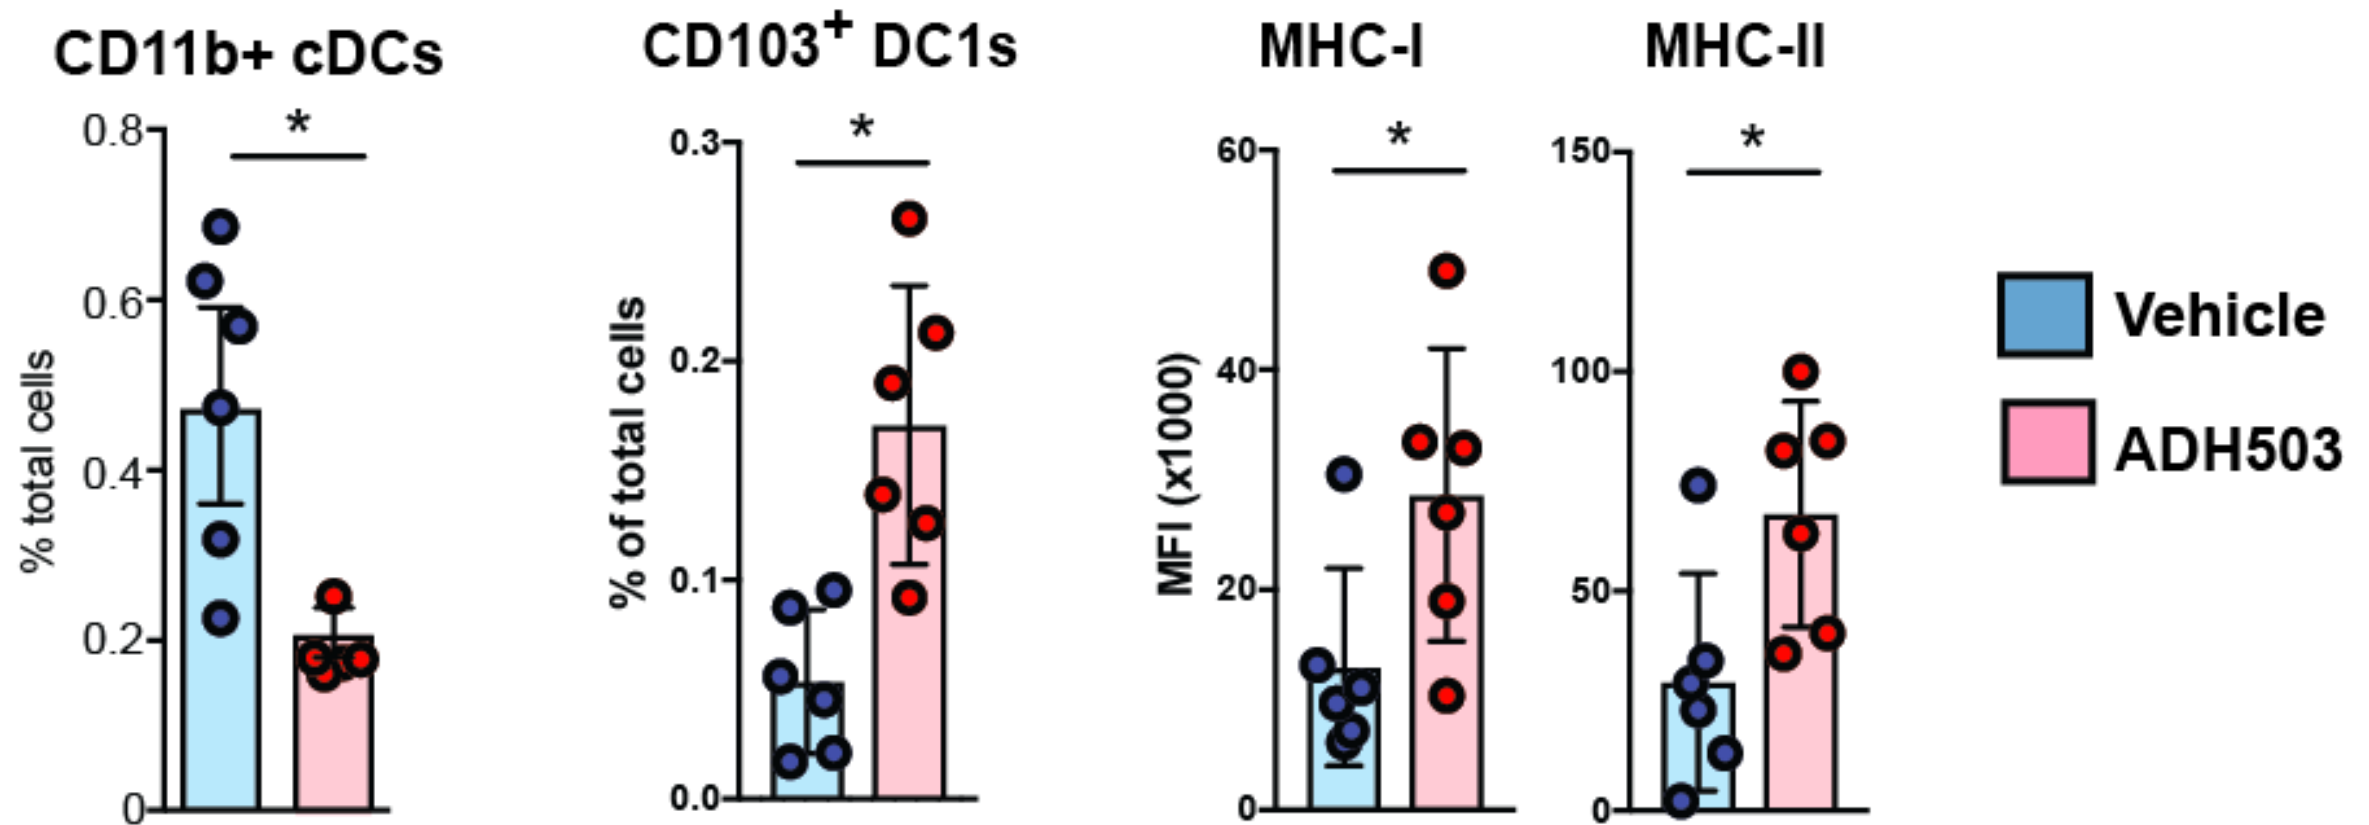 CD11b+ cDCs
% total cells
0.8
0.6
0.4
0.2
0
*
CD103+ DC1s
% of total cells
0.3
0.2
0.1
0.0
*
MHC-I
MFI (x1000)
60
40
20
0
*
MHC-II
150
100
50
0
*
Vehicle
ADH503